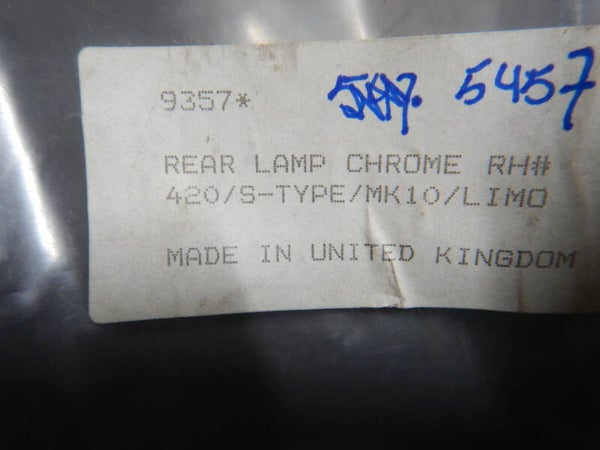 9357* 5457
REAR LAMP CHROME RH#
420/S-TYPE/MK10/LIMO
MADE IN UNITED KINGDOM